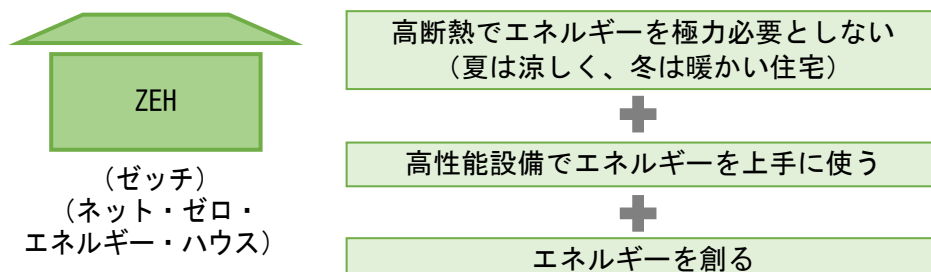 ZEH
(ゼッチ)
(ネット・ゼロ・
エネルギー・ハウス)
高断熱でエネルギーを極力必要としない
(夏は涼しく、冬は暖かい住宅)
高性能設備でエネルギーを上手に使う
エネルギーを創る